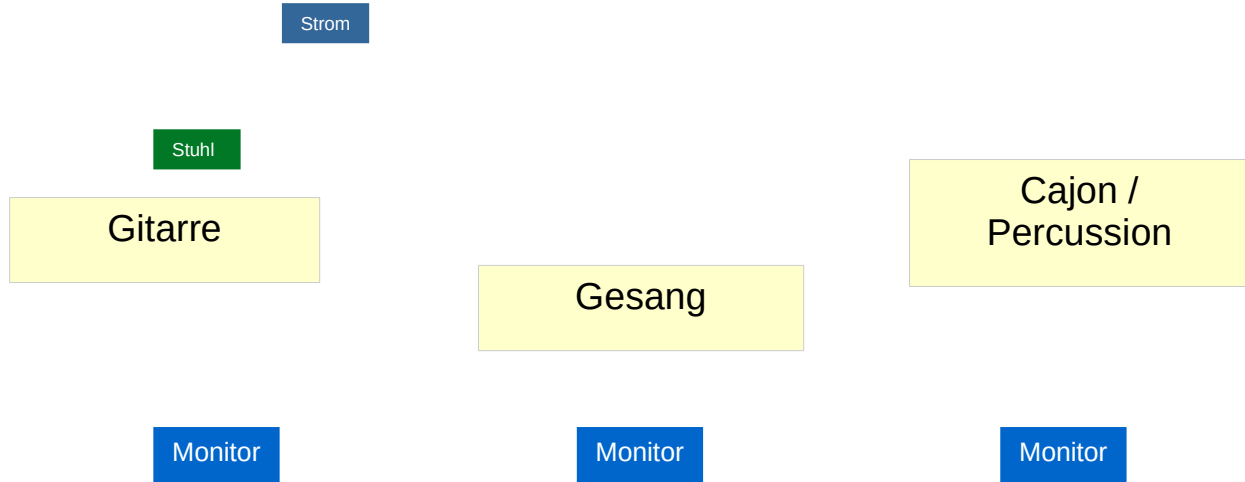 Strom
Stuhl
Gitarre
Cajon /
Percussion
Gesang
Monitor
Monitor
Monitor